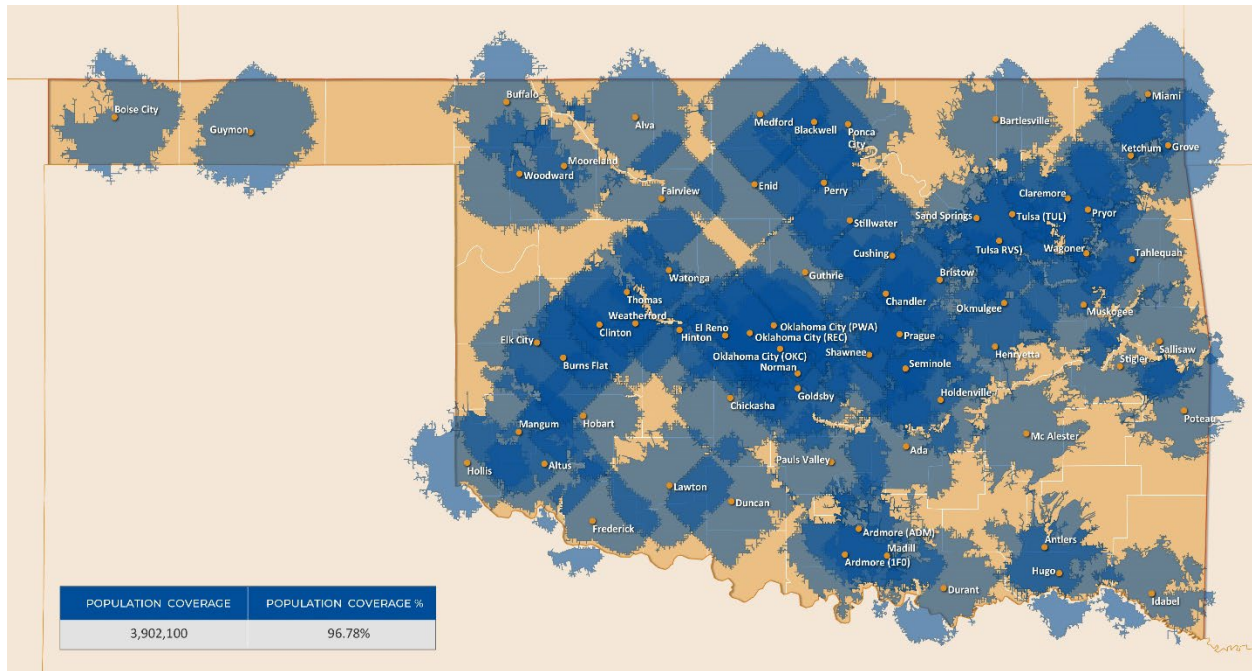 Boise City
Guymon
Buffalo
Alva
Medford
Blackwell
Ponca
City
Bartlesville
Miami
Ketchum
Grove
Mooreland
Woodward
Fairview
Enid
Perry
Claremore
Pryor
Sand Springs
Tulsa (TUL)
Stillwater
Tulsa RVS)
Wagoner
Tahlequah
Cushing
Watonga
Guthrie
Bristow
Thomas
Chandler
Okmulgee
Muskogee
Weatherford
Clinton
El Reno
Hinton
Oklahoma City (PWA)
Oklahoma City (REC)
Prague
Elk City
Oklahoma City (OKC)
Shawnee
Henryetta
Sallisaw
Burns Flat
Norman
Seminole
Stigler
Goldsby
Chickasha
Holdenville
Poteau
Hobart
Mangum
Mc Alester
Ada
Hollis
Altus
Pauls Valley
Lawton
Duncan
Frederick
Ardmore (ADM)
Madill
Ardmore (1F0)
Antlers
Hugo
Durant
Idabel
POPULATION COVERAGE
POPULATION COVERAGE %
3,902,100
96.78%